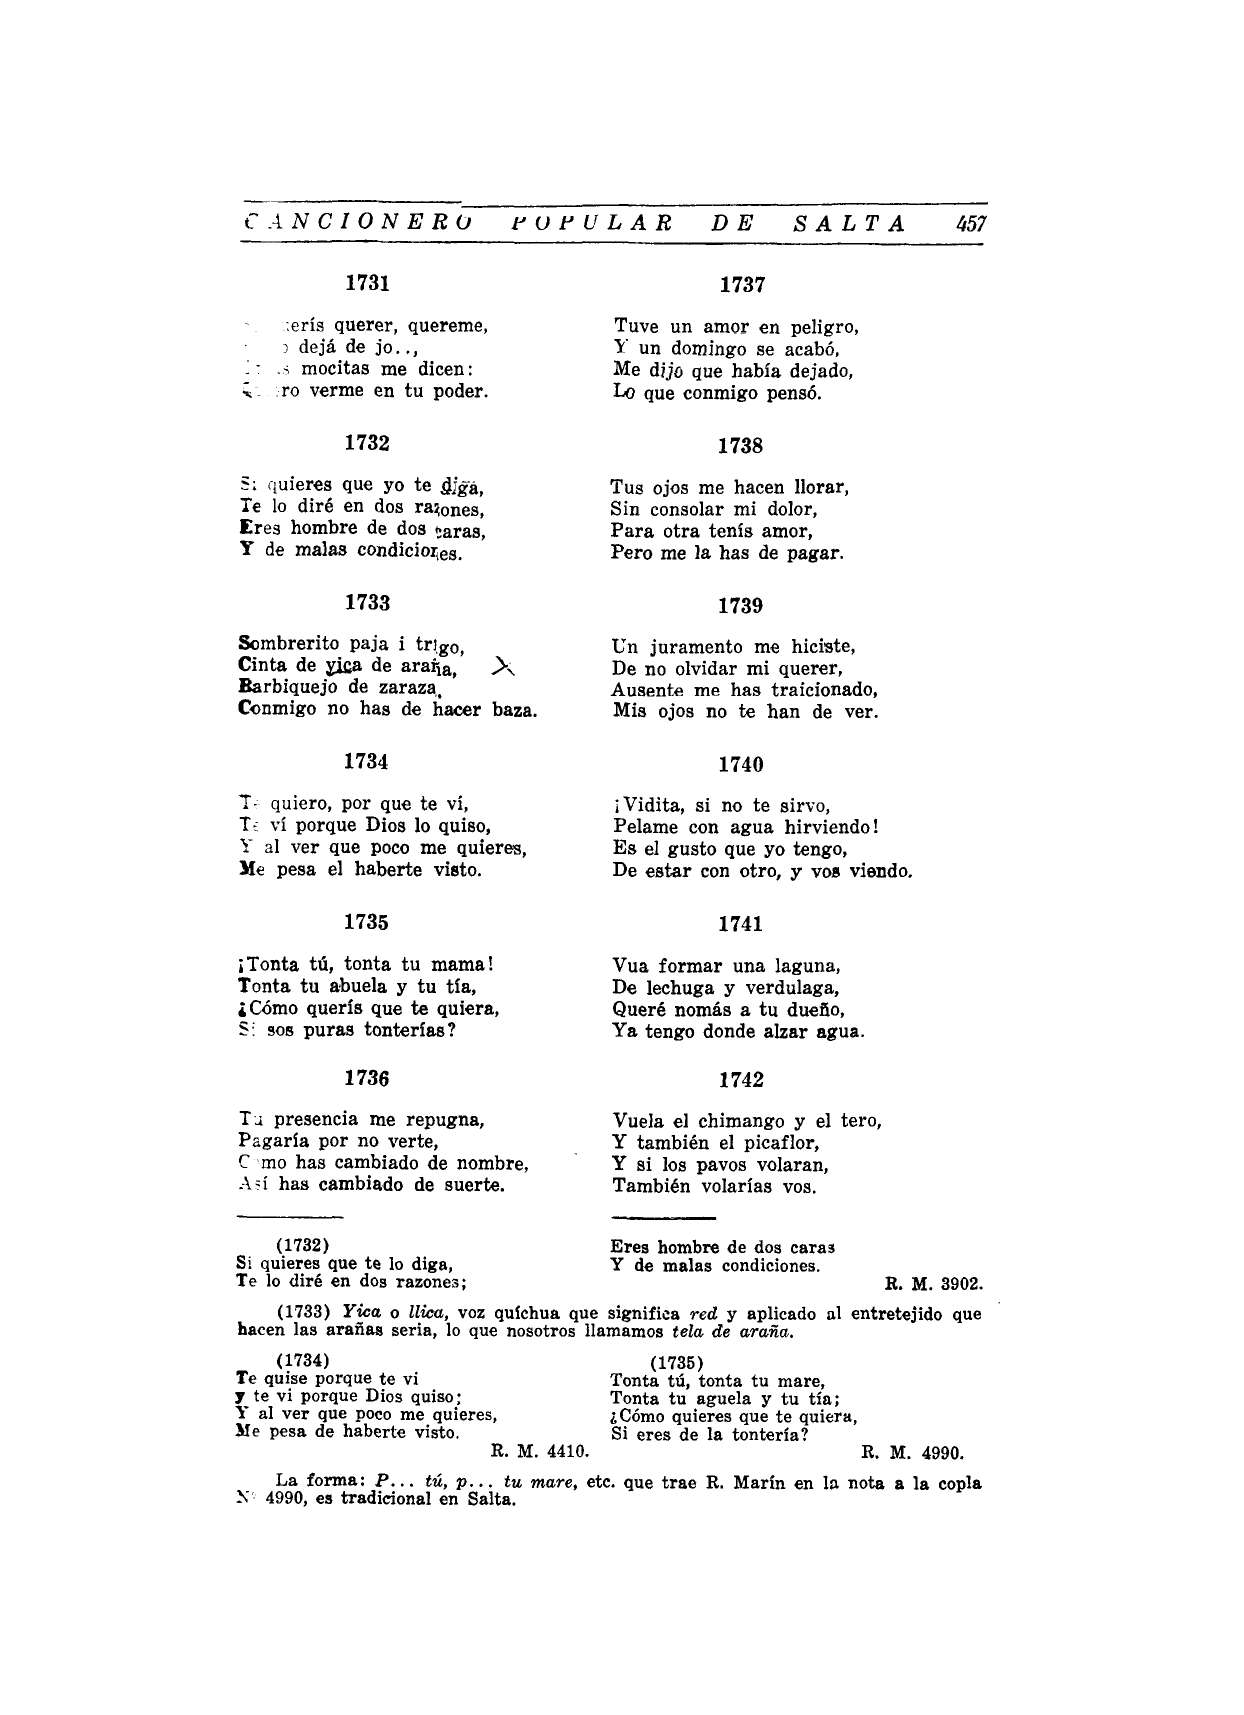 CANCIONERO POPULAR DE SALTA 457
1731
querer, quereme,
dejá de jo..,
mocitas me dicen:
verme en tu poder.
1732
Si quieres que yo te diga,
Te lo diré en dos razones,
Eres hombre de dos caras,
Y de malas condiciones.
1733
Sombrerito paja i trigo,
Cinta de yica de araña,
Barbiquejo de zaraza,
Conmigo no has de hacer baza.
1734
Te quiero, por que te ví,
Te ví porque Dios lo quiso,
Y al ver que poco me quieres,
Me pesa el haberte visto.
1735
¡Tonta tú, tonta tu mama!
Tonta tu abuela y tu tía,
¿Cómo querís que te quiera,
Si sos puras tonterías?
1736
Tu presencia me repugna,
Pagaría por no verte,
Como has cambiado de nombre,
Así has cambiado de suerte.
1737
Tuve un amor en peligro,
Y un domingo se acabó,
Me dijo que había dejado,
Lo que conmigo pensó.
1738
Tus ojos me hacen llorar,
Sin consolar mi dolor,
Para otra tenís amor,
Pero me la has de pagar.
1739
Un juramento me hiciste,
De no olvidar mi querer,
Ausente me has traicionado,
Mis ojos no te han de ver.
1740
¡Vidita, si no te sirvo,
Pelame con agua hirviendo!
Es el gusto que yo tengo,
De estar con otro, y vos viendo.
1741
Vua formar una laguna,
De lechuga y verdulaga,
Queré nomás a tu dueño,
Ya tengo donde alzar agua.
1742
Vuela el chimango y el tero,
Y también el picaflor,
Y si los pavos volaran,
También volarías vos.
(1732)
Si quieres que te lo diga,
Te lo diré en dos razones;
Eres hombre de dos caras
Y de malas condiciones.
R. M. 3902.
(1733) Yica o llica, voz quíchua que significa red y aplicado al entretejido que
hacen las arañas seria, lo que nosotros llamamos tela de araña.
(1734)
Te quise porque te vi
y te vi porque Dios quiso;
Y al ver que poco me quieres,
Me pesa de haberte visto.
R. M. 4410.
(1735)
Tonta tú, tonta tu mare,
Tonta tu aguela y tu tía;
¿Cómo quieres que te quiera,
Si eres de la tontería?
R. M. 4990.
La forma: P... tú, p... tu mare, etc. que trae R. Marín en la nota a la copla
Nº 4990, es tradicional en Salta.